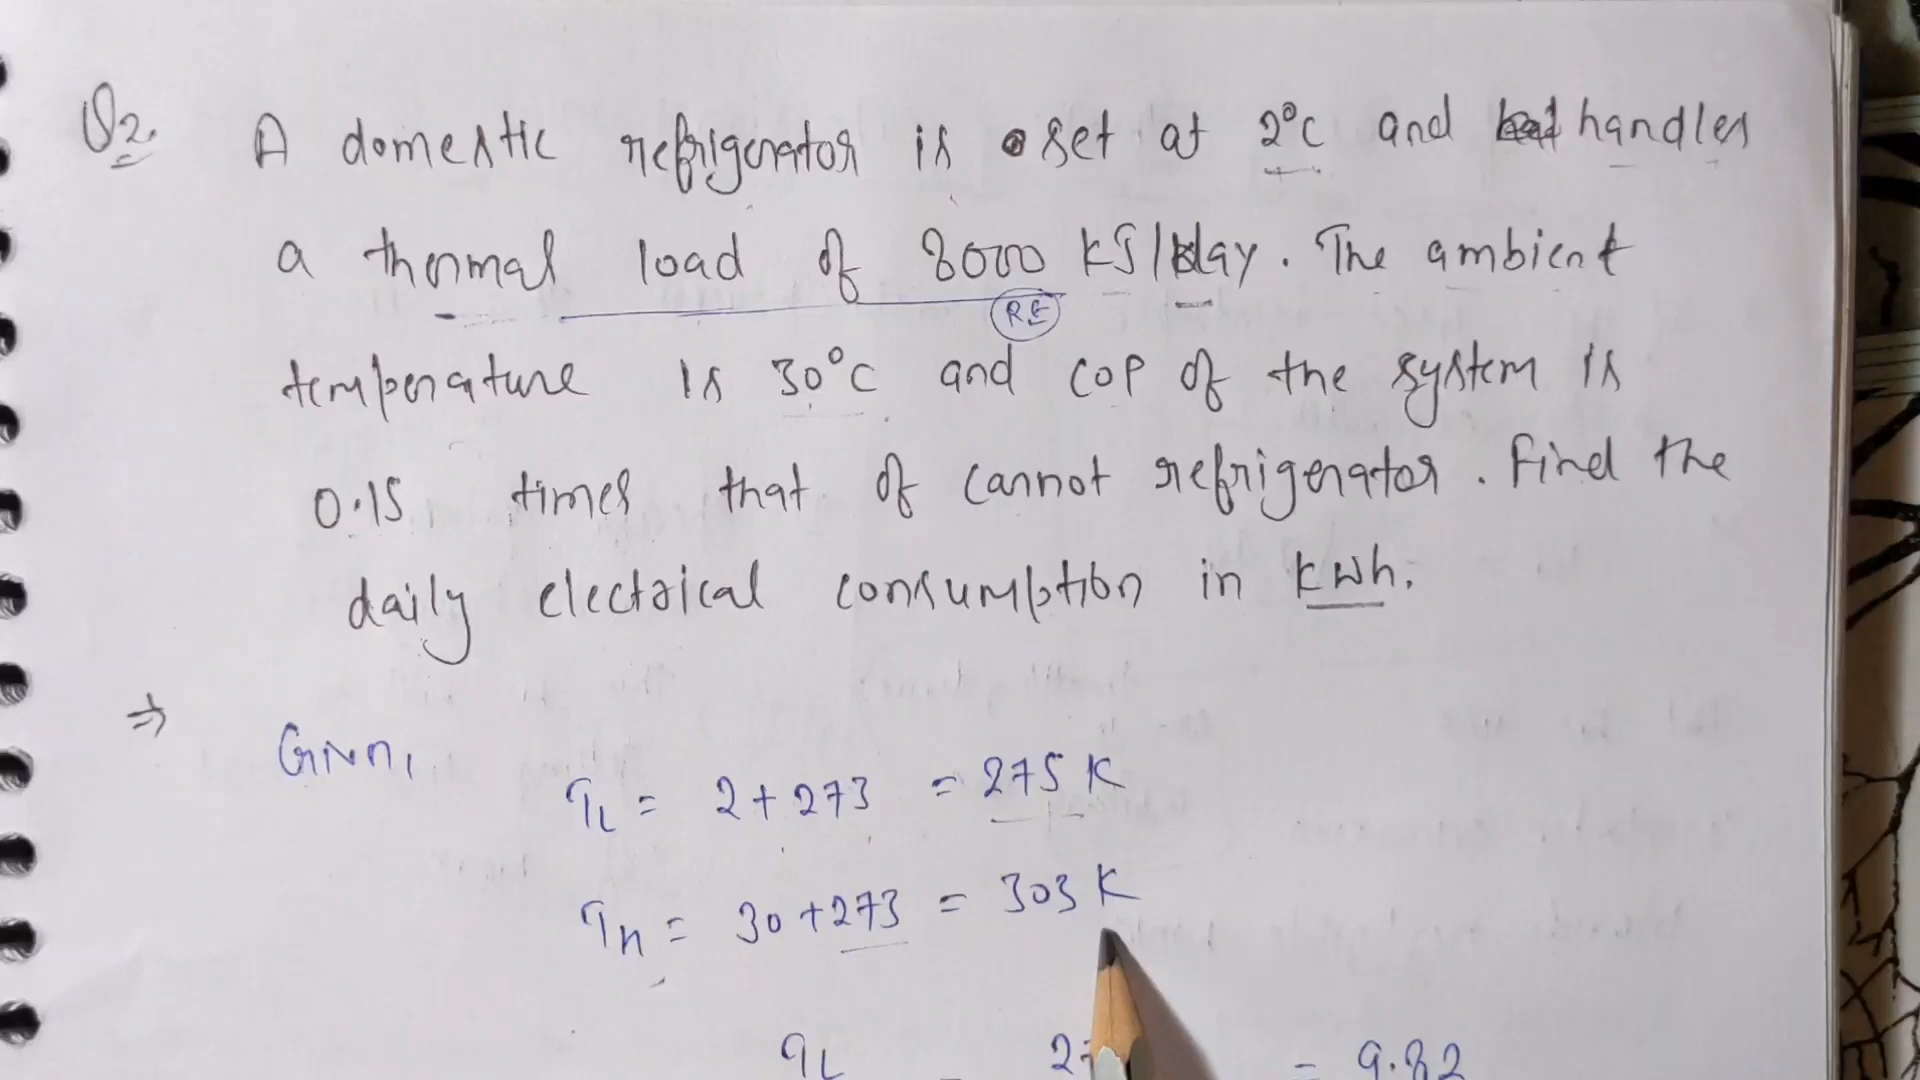 Q2. A domestic refrigerator is set at 2°C and handles
a thermal load of 8000 KJ/day. The ambient
RE
temperature is 30°C and COP of the system is
0.15 times that of Carnot refrigerator. Find the
daily electrical consumption in kwh.
⇒ Given,
TL = 2 + 273 = 275 K
TH = 30 + 273 = 303 K
TL = 9.82